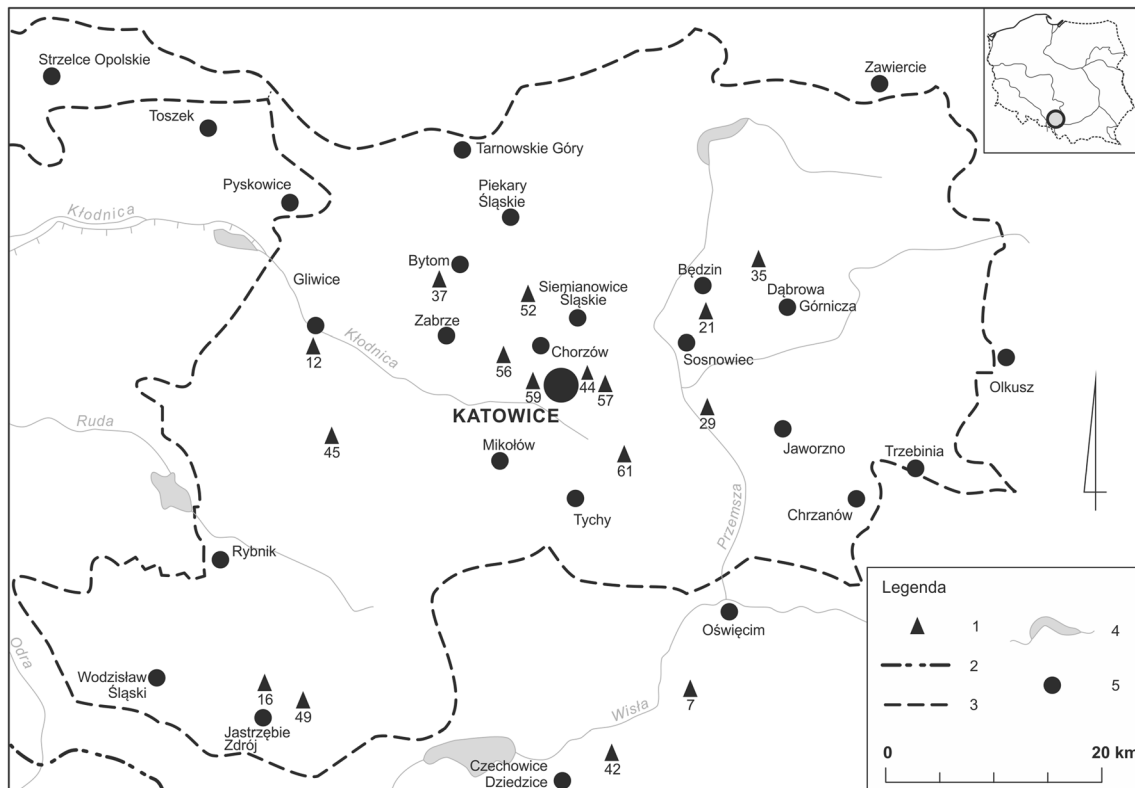 Strzelce Opolskie
Zawiercie
Toszek
Tarnowskie Góry
Pyskowice
Piekary
Śląskie
Kłodnica
Bytom
37
Gliwice
52
Siemianowice
Śląskie
Będzin
35
Dąbrowa
Górnicza
21
Zabrze
Kłodnica
Chorzów
Sosnowiec
12
56
59
44
57
Olkusz
KATOWICE
29
Ruda
45
Mikołów
61
Jaworzno
Trzebinia
Tychy
Przemsza
Chrzanów
Rybnik
Oświęcim
Odra
Wodzisław
Śląski
16
49
Jastrzębie
Zdrój
Wisła
7
42
Czechowice
Dziedzice
Legenda
1
2
3
4
5
0
20 km